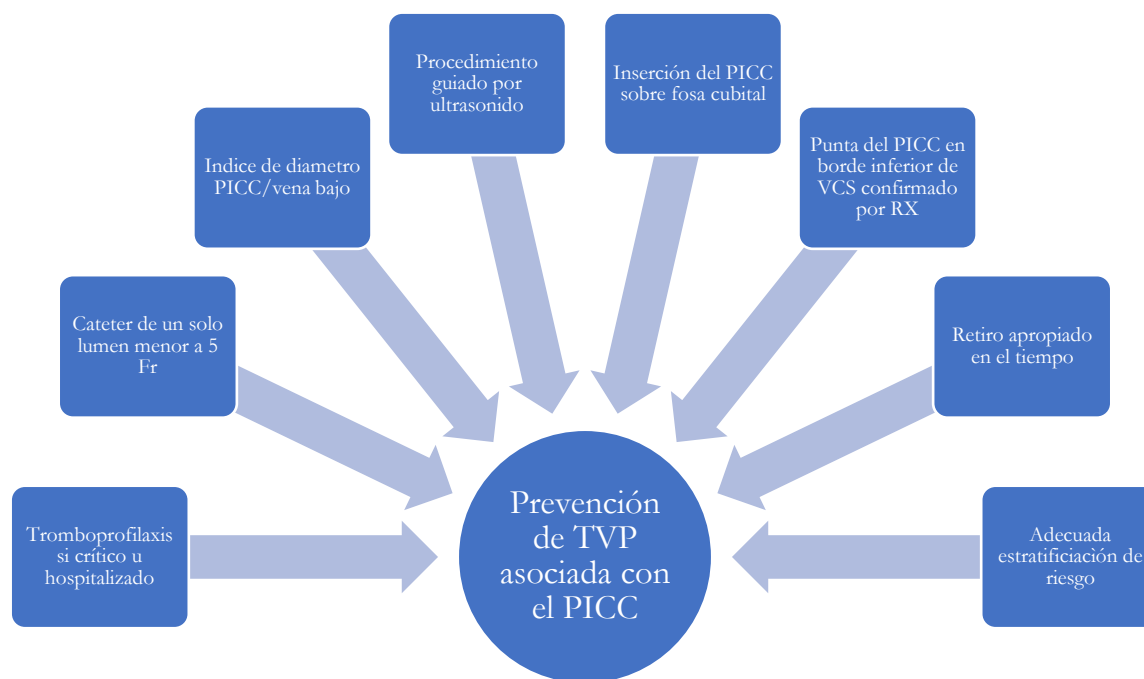 Procedimiento
guiado por
ultrasonido
Inserción del PICC
sobre fosa cubital
Indice de diametro
PICC/vena bajo
Punta del PICC en
borde inferior de
VCS confirmado
por RX
Cateter de un solo
lumen menor a 5
Fr
Retiro apropiado
en el tiempo
Tromboprofilaxis
si crítico u
hospitalizado
Prevención
de TVP
asociada con
el PICC
Adecuada
estratificiaciòn de
riesgo